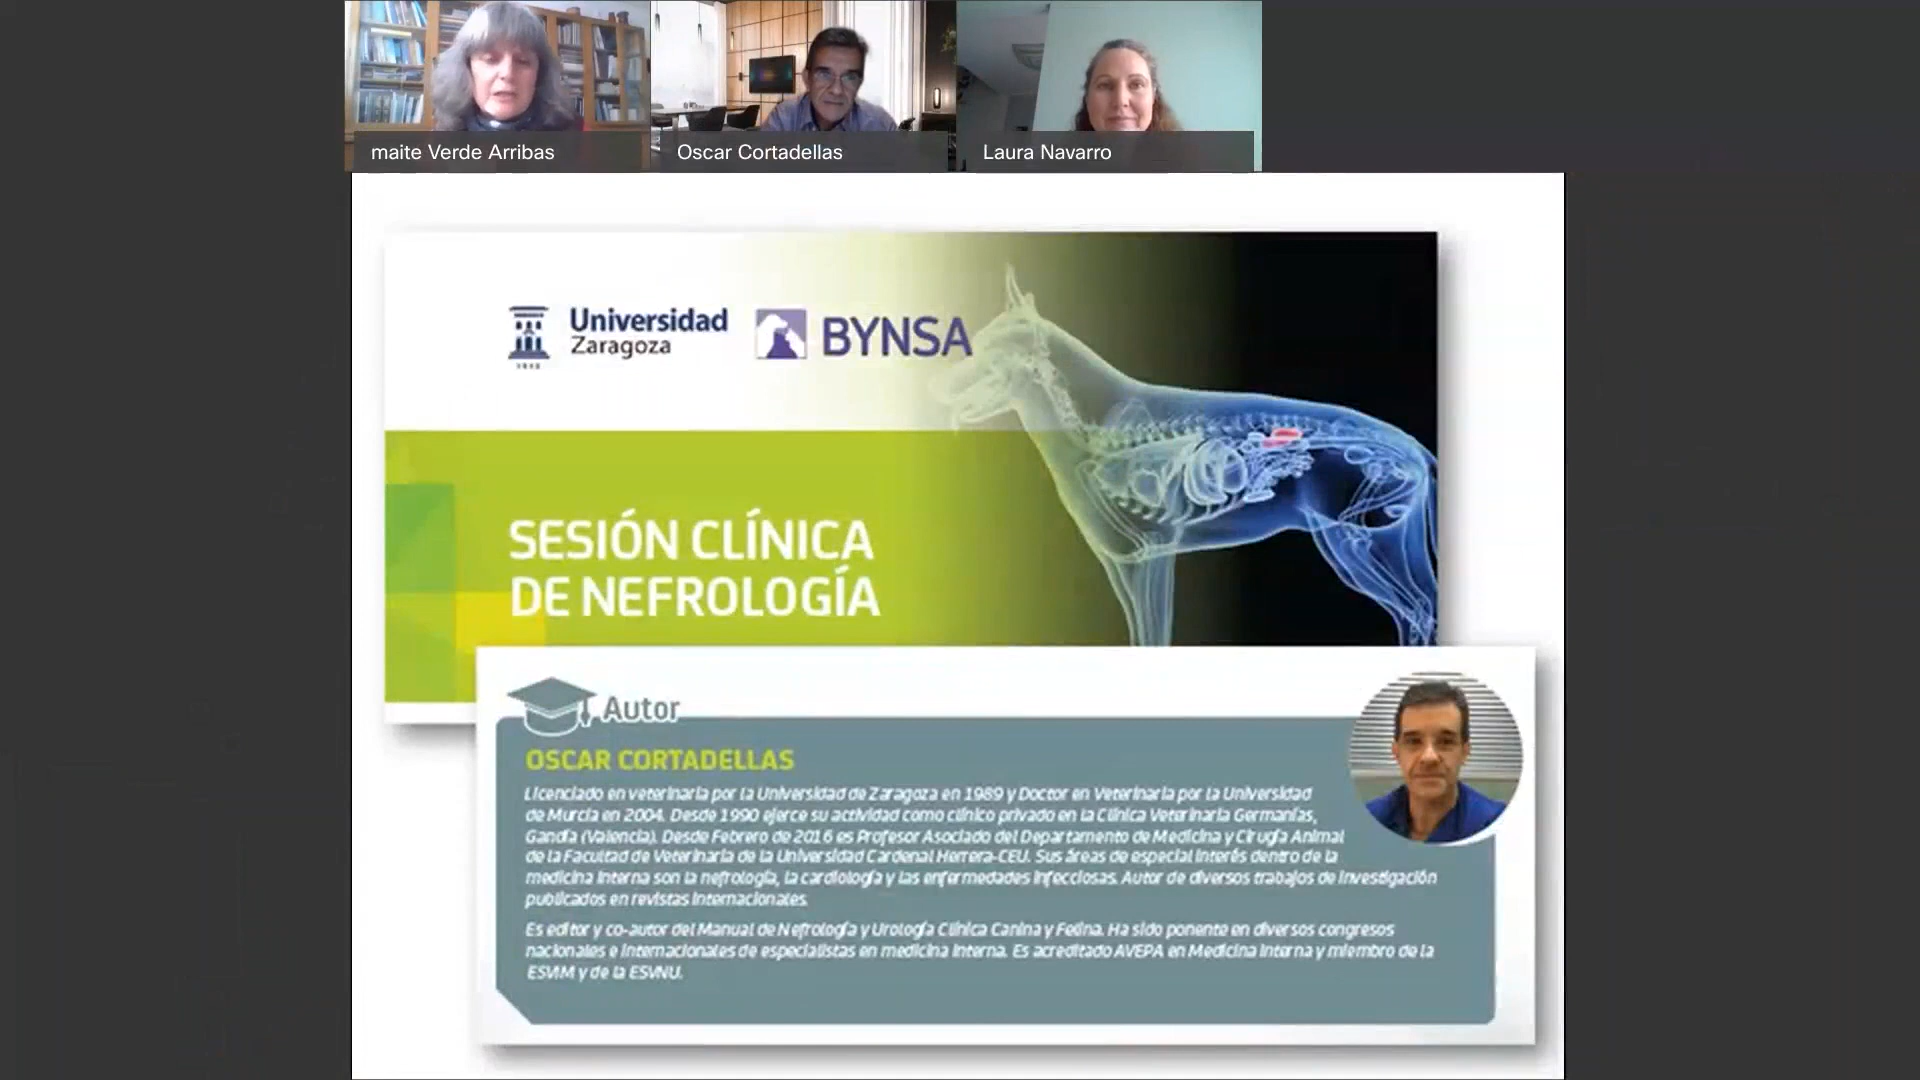 maite Verde Arribas
Oscar Cortadellas
Laura Navarro
Universidad
Zaragoza
1542
BYNSA
SESIÓN CLÍNICA
DE NEFROLOGÍA
Autor
OSCAR CORTADELLAS
Licenciado en veterinaria por la Universidad de Zaragoza en 1989 y Doctor en Veterinaria por la Universidad
de Murcia en 2004. Desde 1990 ejerce su actividad como clínico privado en la Clínica Veterinaria Germanías,
Gandía (Valencia). Desde Febrero de 2016 es Profesor Asociado del Departamento de Medicina y Cirugía Animal
de la Facultad de Veterinaria de la Universidad Cardenal Herrera-CEU. Sus áreas de especial interés dentro de la
medicina interna son la nefrología, la cardiología y las enfermedades infecciosas. Autor de diversos trabajos de investigación
publicados en revistas internacionales.
Es editor y co-autor del Manual de Nefrología y Urología Clínica Canina y Felina. Ha sido ponente en diversos congresos
nacionales e internacionales de especialistas en medicina interna. Es acreditado AVEPA en Medicina Interna y miembro de la
ESVIM y de la ESVNU.